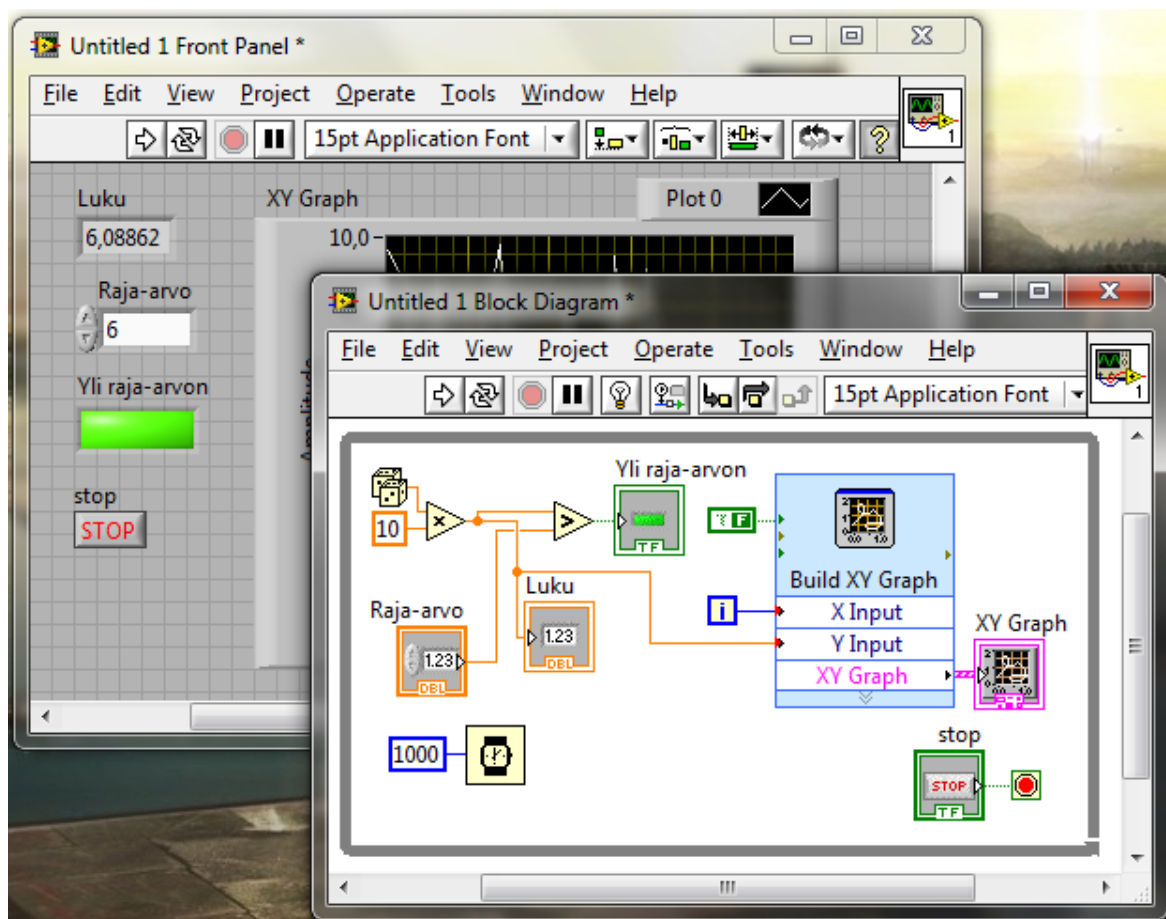 Untitled 1 Front Panel *
File Edit View Project Operate Tools Window Help
15pt Application Font
1
Luku
6,08862
Raja-arvo
6
Yli raja-arvon
stop
STOP
XY Graph
Plot 0
10,0
Amplitude
Untitled 1 Block Diagram *
File Edit View Project Operate Tools Window Help
15pt Application Font
1
Yli raja-arvon
TF
10
x
>
F
Build XY Graph
X Input
Y Input
XY Graph
i
Luku
1.23
DBL
Raja-arvo
1.23
DBL
XY Graph
1000
stop
STOP
TF